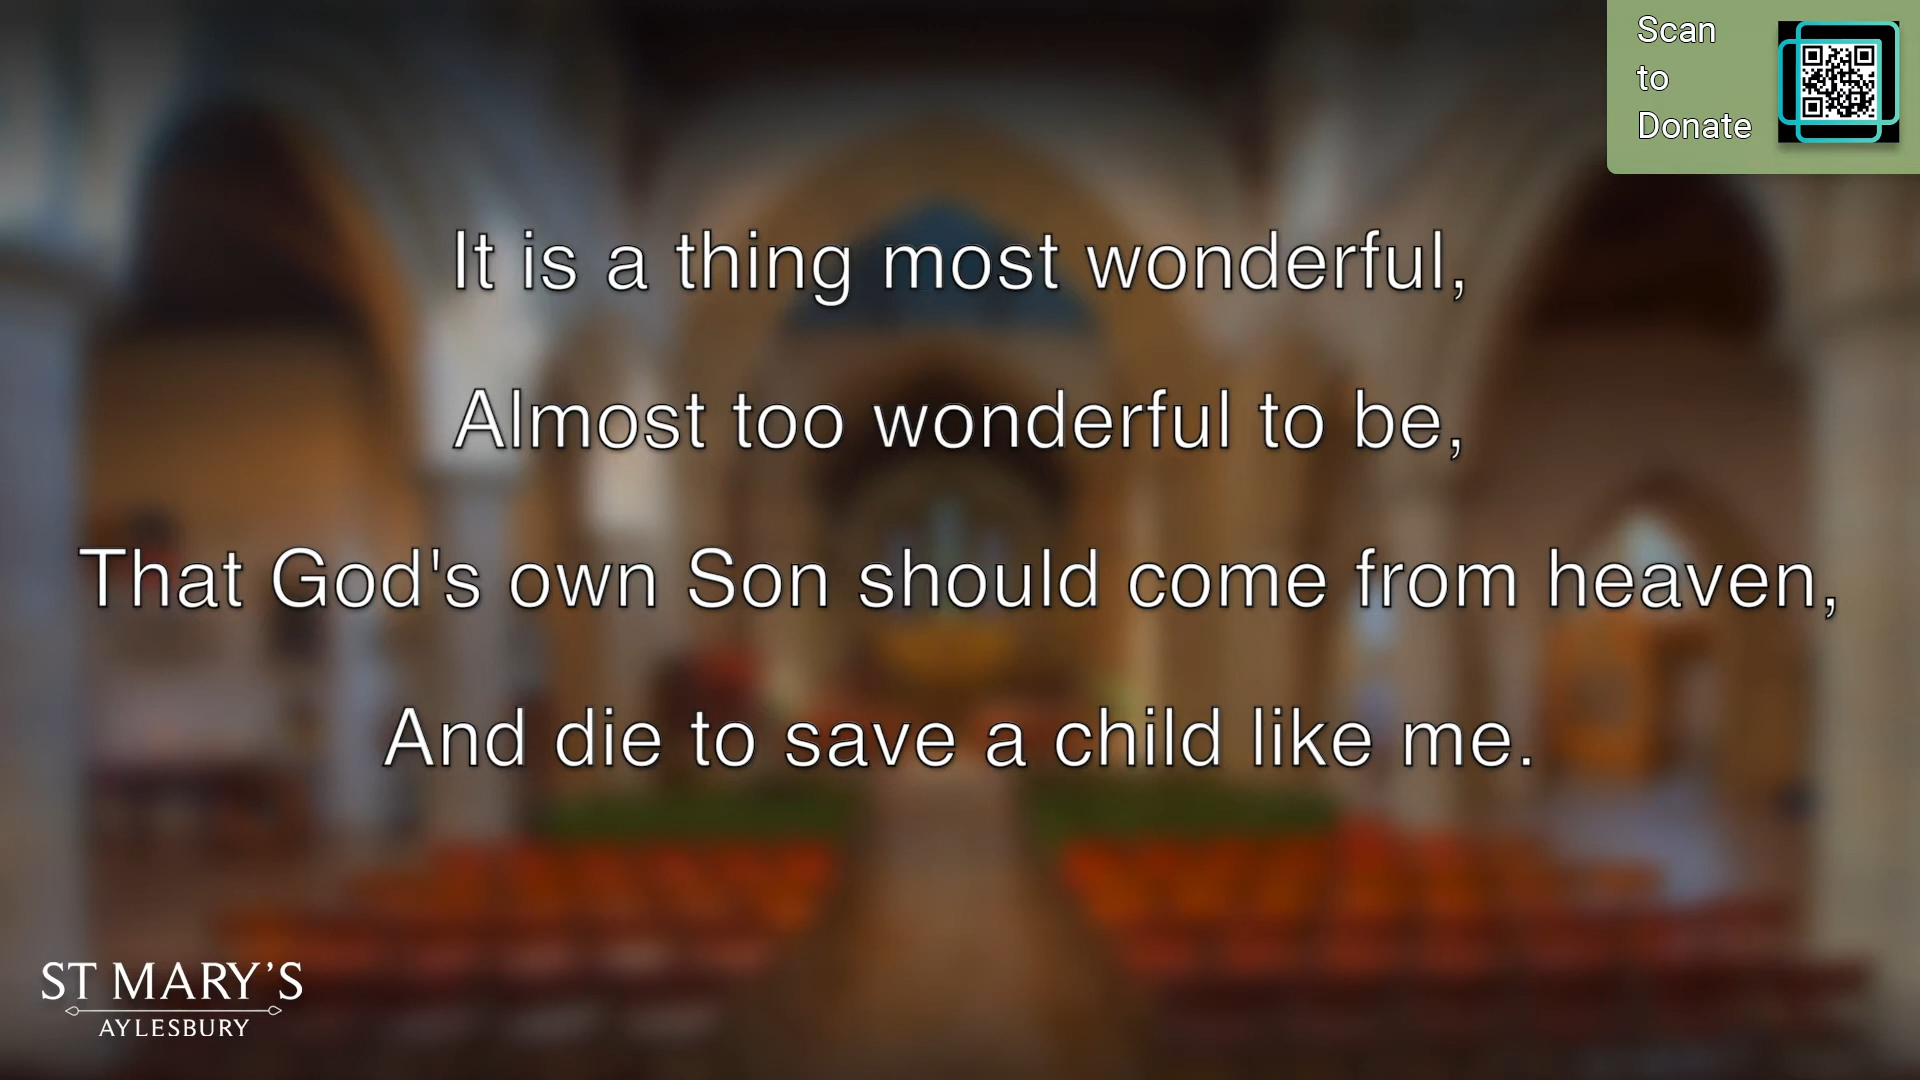 Scan
to
Donate
It is a thing most wonderful,
Almost too wonderful to be,
That God's own Son should come from heaven,
And die to save a child like me.
ST MARY'S
AYLESBURY